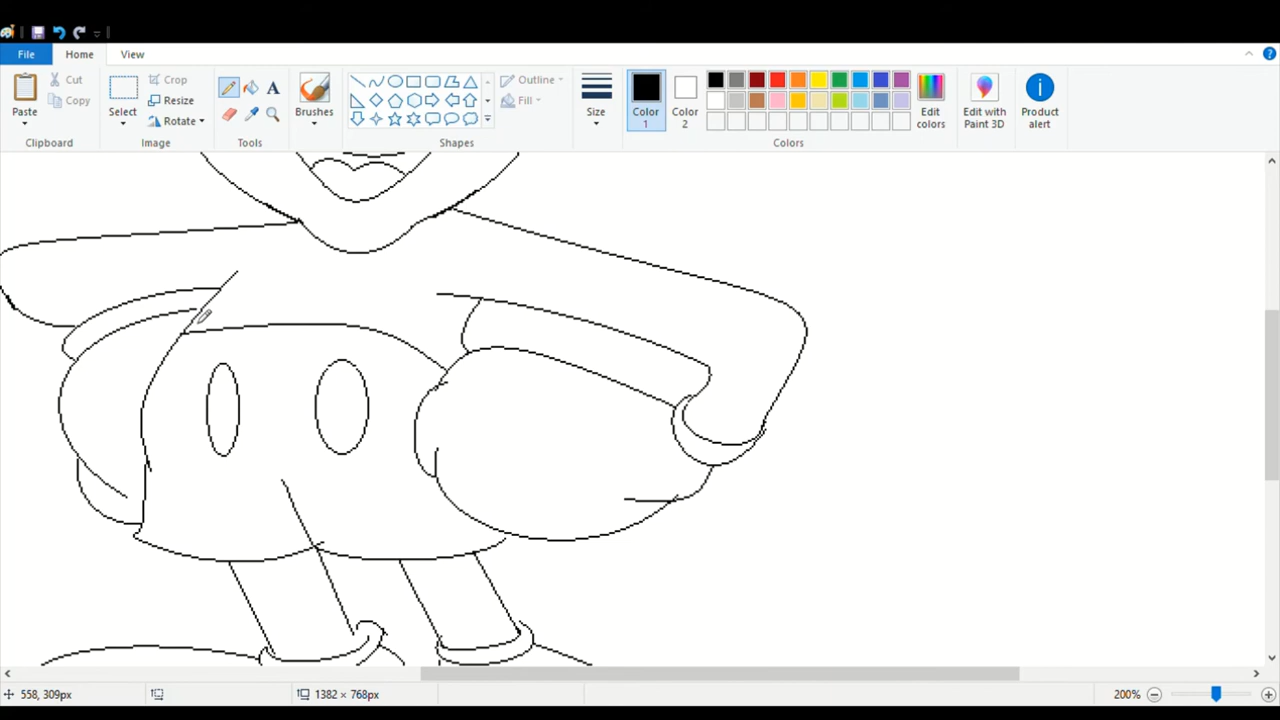 File Home View
Paste Cut Copy
Clipboard
Select Crop Resize Rotate
Image
Tools
Brushes
Outline Fill
Shapes
Size
Color 1
Color 2
Edit colors
Colors
Edit with Paint 3D
Product alert
558, 309px 1382 × 768px 200%